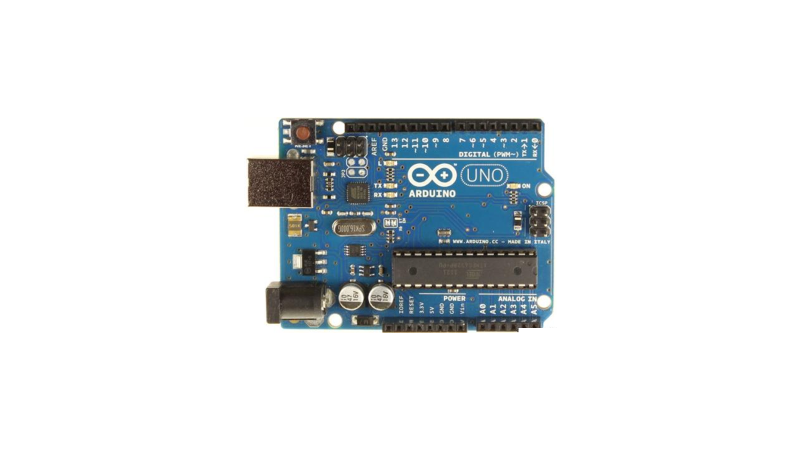 AREF
GND
13
12
~11
~10
~9
8
7
~6
~5
4
~3
2
TX→1
RX←0
DIGITAL (PWM~)
L
TX
RX
UNO
ON
ARDUINO
ICSP
WWW.ARDUINO.CC - MADE IN ITALY
POWER
ANALOG IN
IOREF
RESET
3.3V
5V
GND
GND
Vin
A0
A1
A2
A3
A4
A5